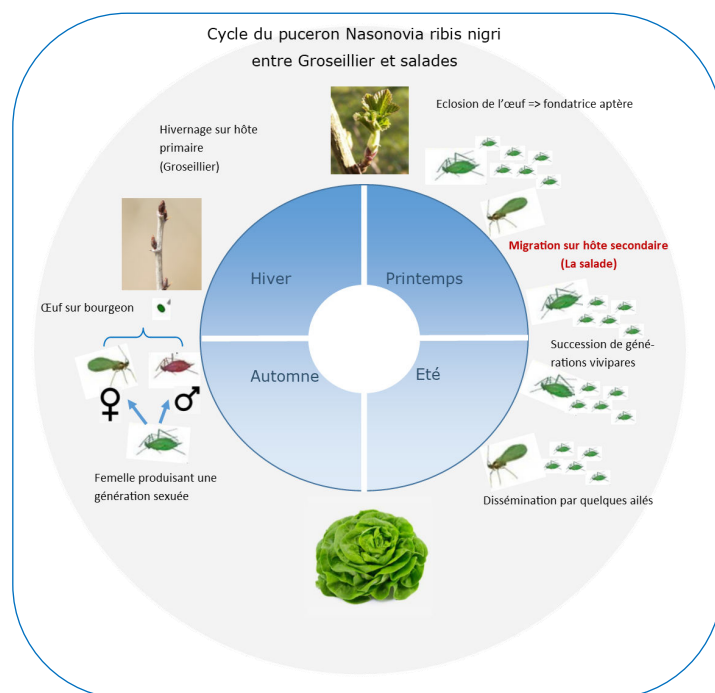 Cycle du puceron Nasonovia ribis nigri
entre Groseillier et salades
Eclosion de l'œuf => fondatrice aptère
Hivernage sur hôte
primaire
(Groseillier)
Migration sur hôte secondaire
(La salade)
Hiver
Printemps
Œuf sur bourgeon
Succession de géné-
rations vivipares
Automne
Eté
Femelle produisant une
génération sexuée
Dissémination par quelques ailés